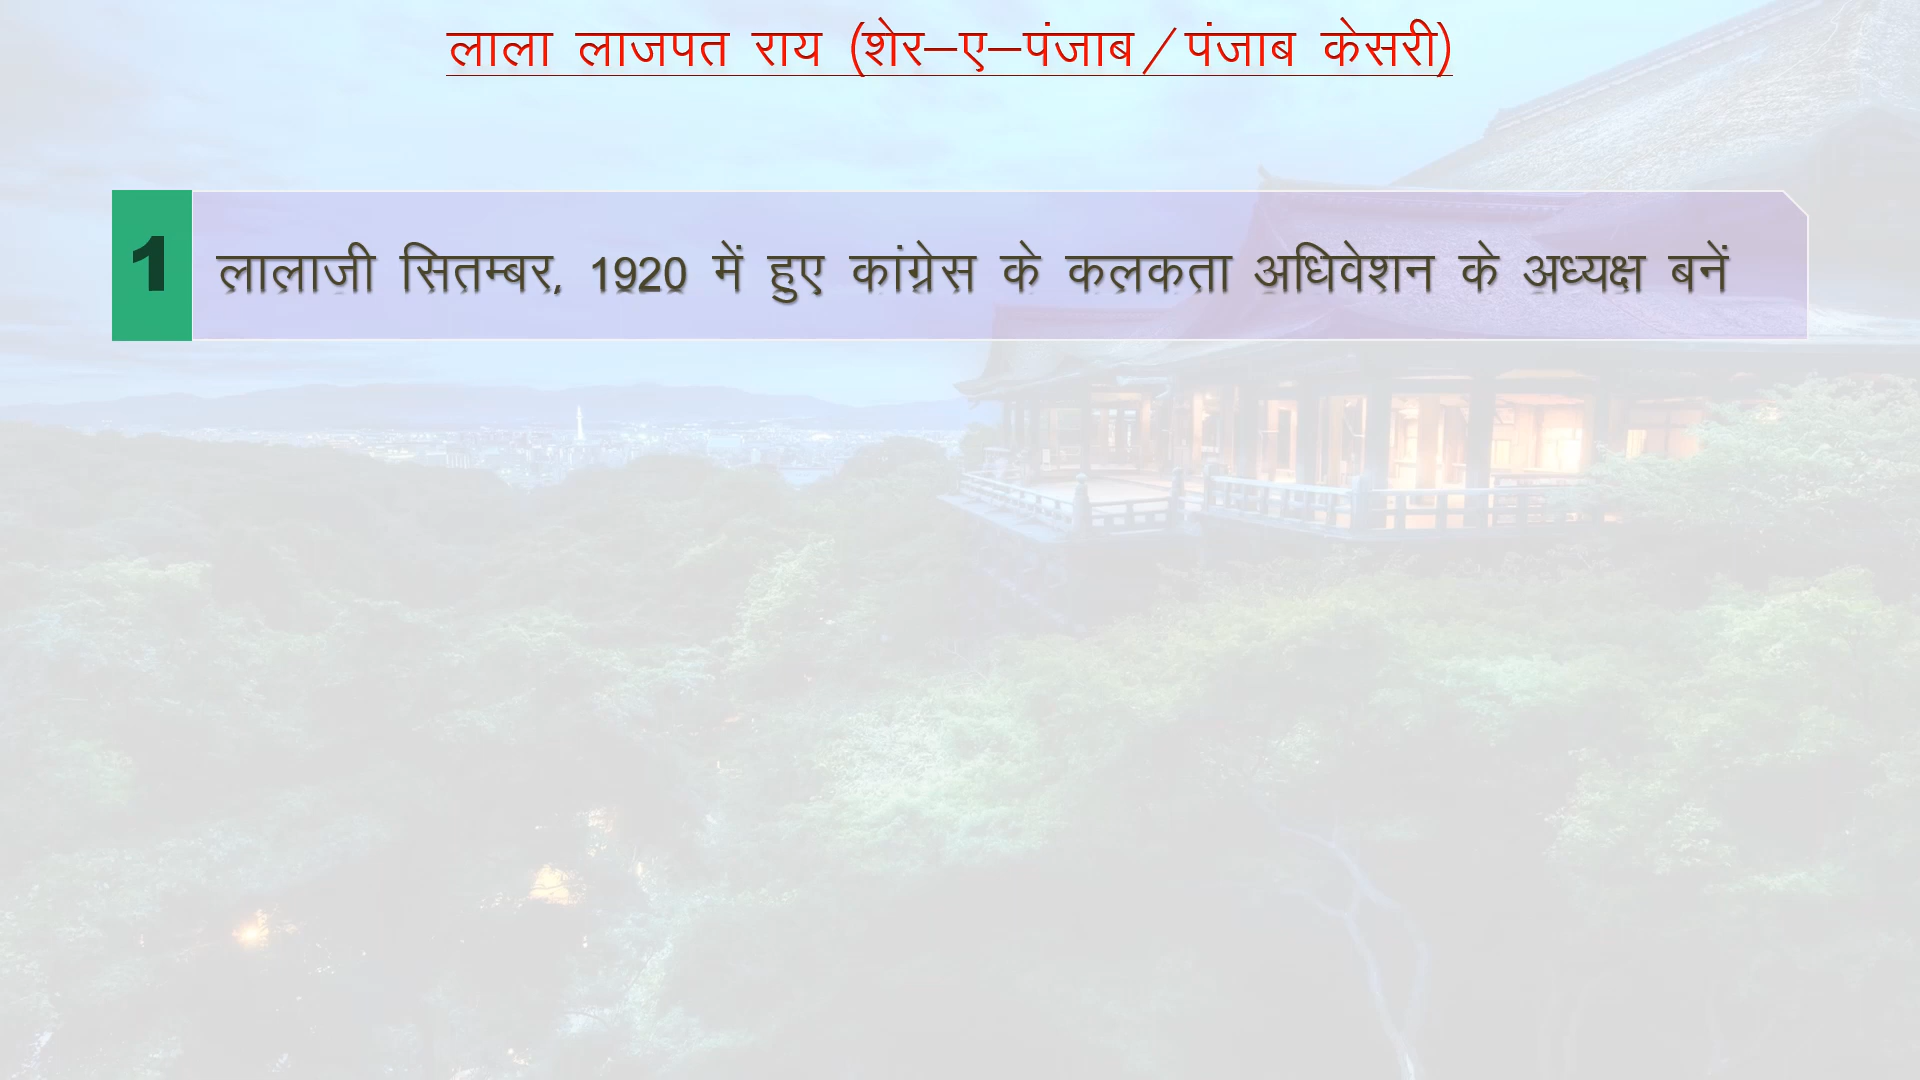 लाला लाजपत राय (शेर–ए–पंजाब/पंजाब केसरी)
1 लालाजी सितम्बर, 1920 में हुए कांग्रेस के कलकता अधिवेशन के अध्यक्ष बनें